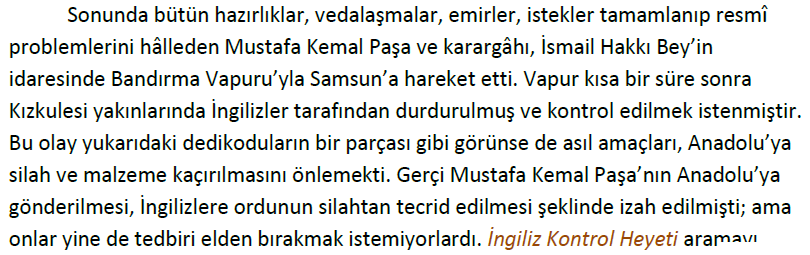 Sonunda bütün hazırlıklar, vedalaşmalar, emirler, istekler tamamlanıp resmî
problemlerini hâlleden Mustafa Kemal Paşa ve karargâhı, İsmail Hakkı Bey’in
idaresinde Bandırma Vapuru’yla Samsun’a hareket etti. Vapur kısa bir süre sonra
Kızkulesi yakınlarında İngilizler tarafından durdurulmuş ve kontrol edilmek istenmiştir.
Bu olay yukarıdaki dedikoduların bir parçası gibi görünse de asıl amaçları, Anadolu’ya
silah ve malzeme kaçırılmasını önlemekti. Gerçi Mustafa Kemal Paşa’nın Anadolu’ya
gönderilmesi, İngilizlere ordunun silahtan tecrid edilmesi şeklinde izah edilmişti; ama
onlar yine de tedbiri elden bırakmak istemiyorlardı. İngiliz Kontrol Heyeti aramayı